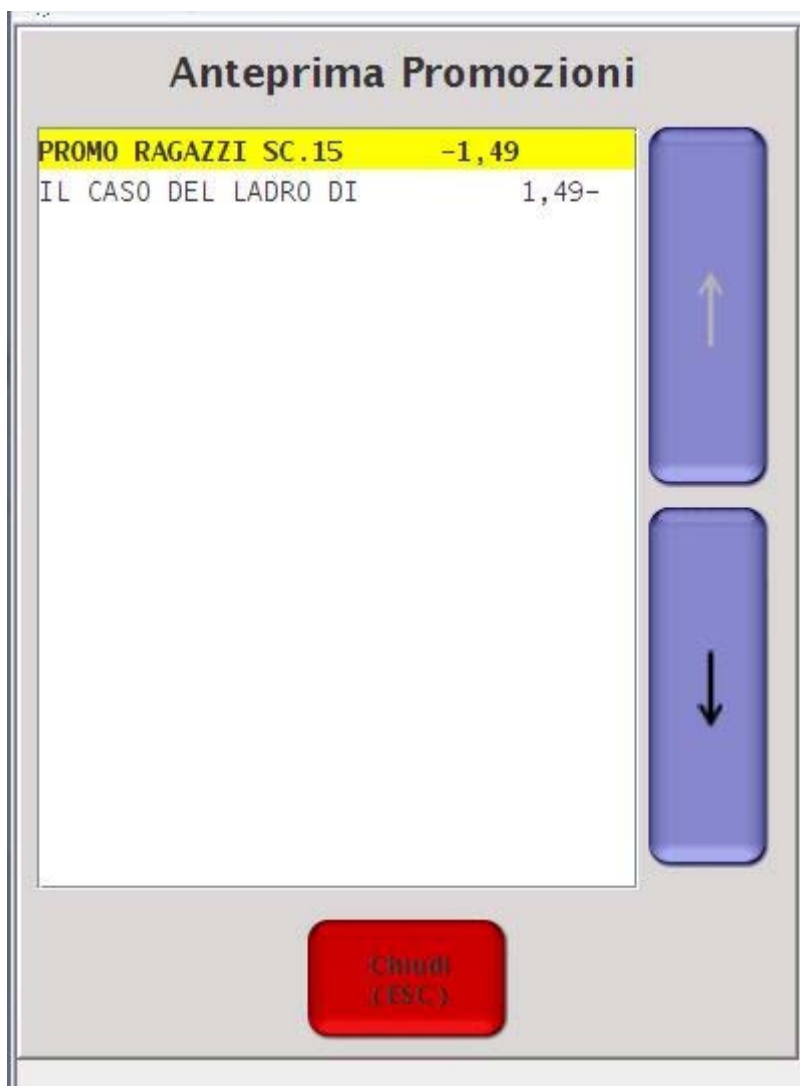 Anteprima Promozioni
PROMO RAGAZZI SC.15 -1,49
IL CASO DEL LADRO DI 1,49-
↑
↓
Chiudi
(ESC)